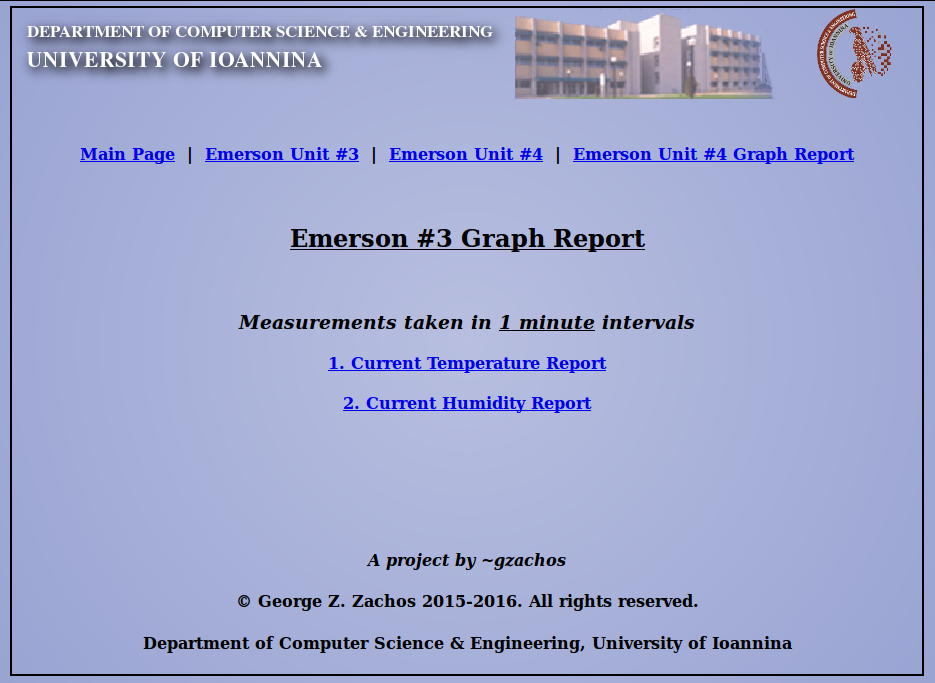 DEPARTMENT OF COMPUTER SCIENCE & ENGINEERING
UNIVERSITY OF IOANNINA
Main Page | Emerson Unit #3 | Emerson Unit #4 | Emerson Unit #4 Graph Report
Emerson #3 Graph Report
Measurements taken in 1 minute intervals
1. Current Temperature Report
2. Current Humidity Report
A project by ~gzachos
© George Z. Zachos 2015-2016. All rights reserved.
Department of Computer Science & Engineering, University of Ioannina